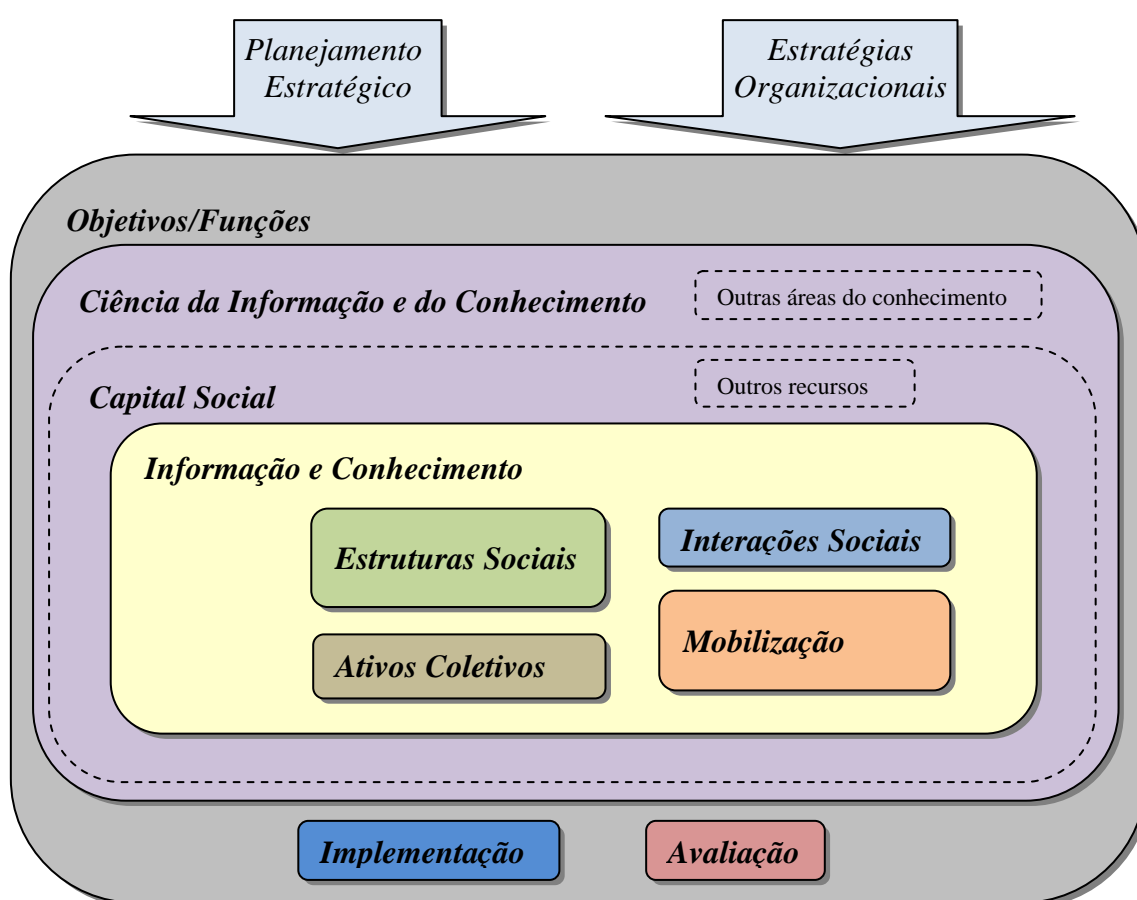 Planejamento
Estratégico
Estratégias
Organizacionais
Objetivos/Funções
Ciência da Informação e do Conhecimento
Outras áreas do conhecimento
Capital Social
Outros recursos
Informação e Conhecimento
Estruturas Sociais
Interações Sociais
Ativos Coletivos
Mobilização
Implementação
Avaliação